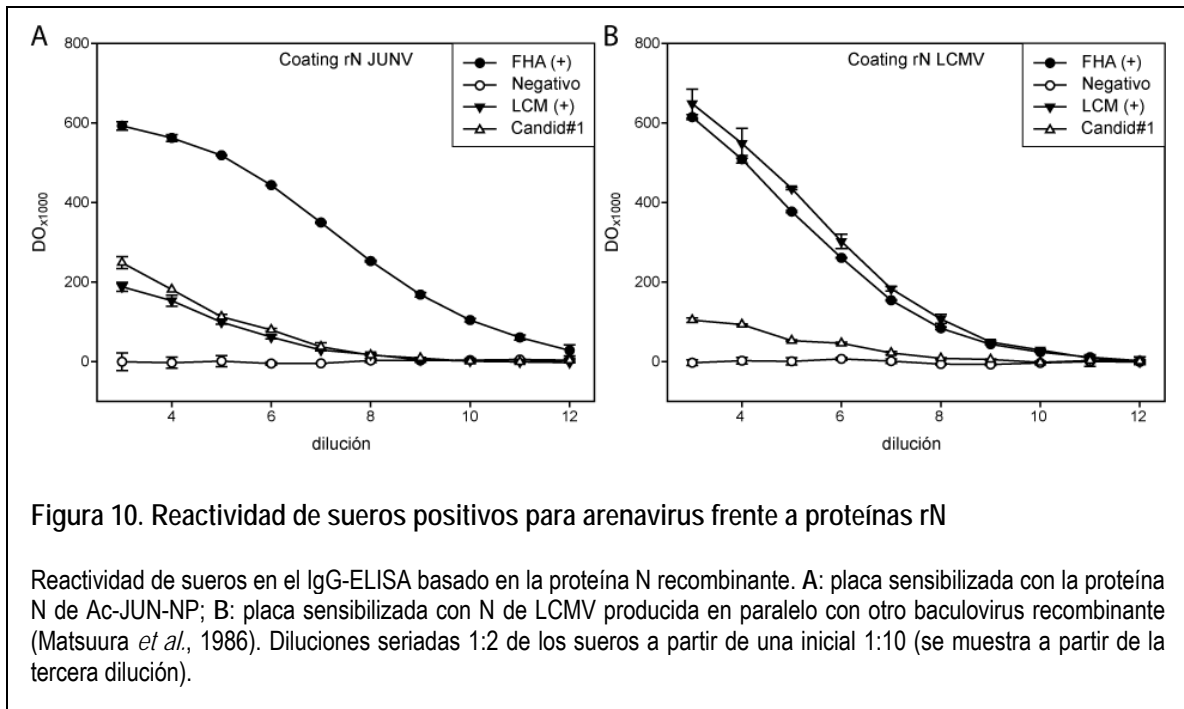 A
800
600
400
200
0
DOx1000
Coating rN JUNV
FHA (+)
Negativo
LCM (+)
Candid#1
4
6
8
10
12
dilución
B
800
600
400
200
0
DOx1000
Coating rN LCMV
FHA (+)
Negativo
LCM (+)
Candid#1
4
6
8
10
12
dilución
Figura 10. Reactividad de sueros positivos para arenavirus frente a proteínas rN
Reactividad de sueros en el IgG-ELISA basado en la proteína N recombinante. A: placa sensibilizada con la proteína
N de Ac-JUN-NP; B: placa sensibilizada con N de LCMV producida en paralelo con otro baculovirus recombinante
(Matsuura et al., 1986). Diluciones seriadas 1:2 de los sueros a partir de una inicial 1:10 (se muestra a partir de la
tercera dilución).